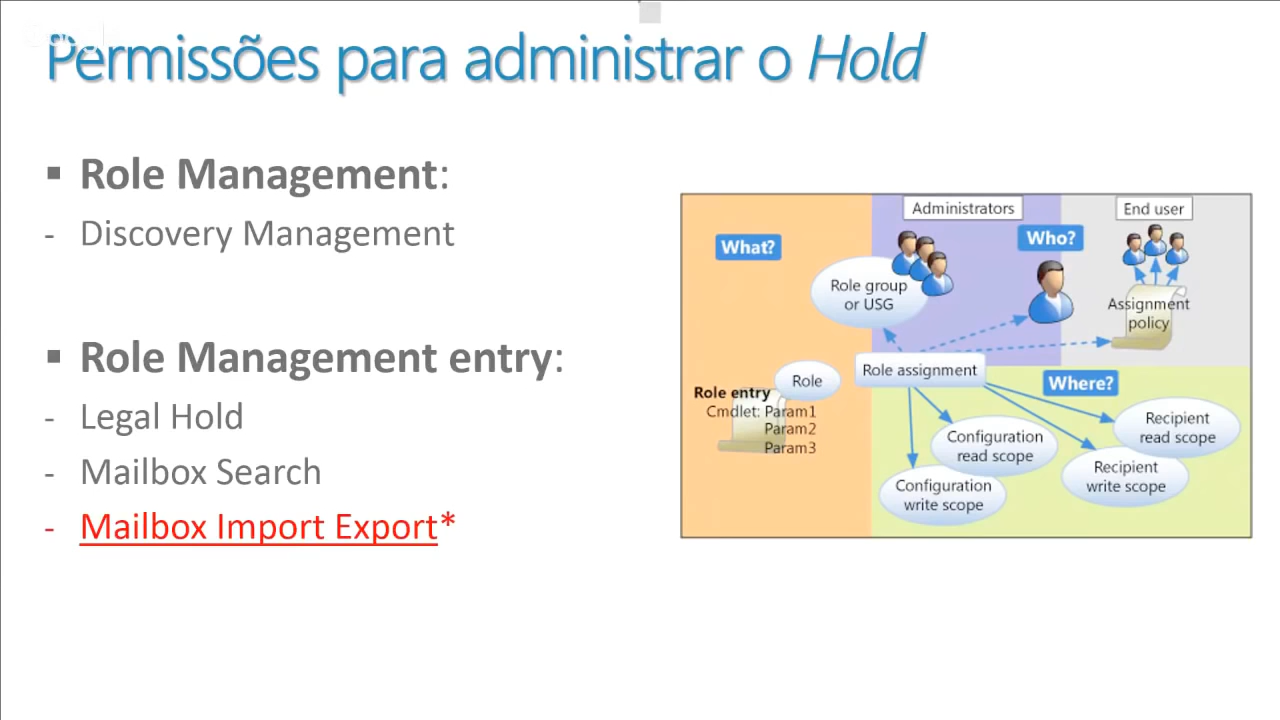 Permissões para administrar o Hold
▪ Role Management:
- Discovery Management
▪ Role Management entry:
- Legal Hold
- Mailbox Search
- Mailbox Import Export*
Administrators
End user
What?
Who?
Role group
or USG
Assignment
policy
Role assignment
Role
Where?
Role entry
Cmdlet: Param1
Param2
Param3
Configuration
read scope
Recipient
read scope
Configuration
write scope
Recipient
write scope